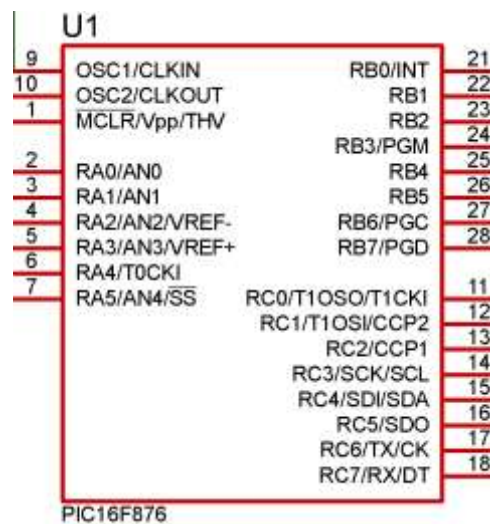 U1
9 OSC1/CLKIN RB0/INT 21
10 OSC2/CLKOUT RB1 22
1 MCLR/Vpp/THV RB2 23
RB3/PGM 24
2 RA0/AN0 RB4 25
3 RA1/AN1 RB5 26
4 RA2/AN2/VREF- RB6/PGC 27
5 RA3/AN3/VREF+ RB7/PGD 28
6 RA4/T0CKI
7 RA5/AN4/SS RC0/T1OSO/T1CKI 11
RC1/T1OSI/CCP2 12
RC2/CCP1 13
RC3/SCK/SCL 14
RC4/SDI/SDA 15
RC5/SDO 16
RC6/TX/CK 17
RC7/RX/DT 18
PIC16F876